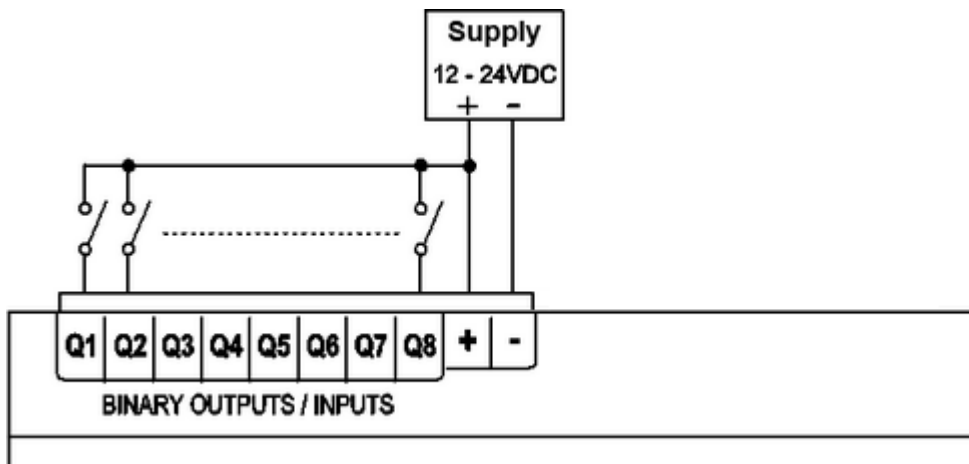 Supply
12 - 24VDC
+ -
Q1 Q2 Q3 Q4 Q5 Q6 Q7 Q8 + -
BINARY OUTPUTS / INPUTS